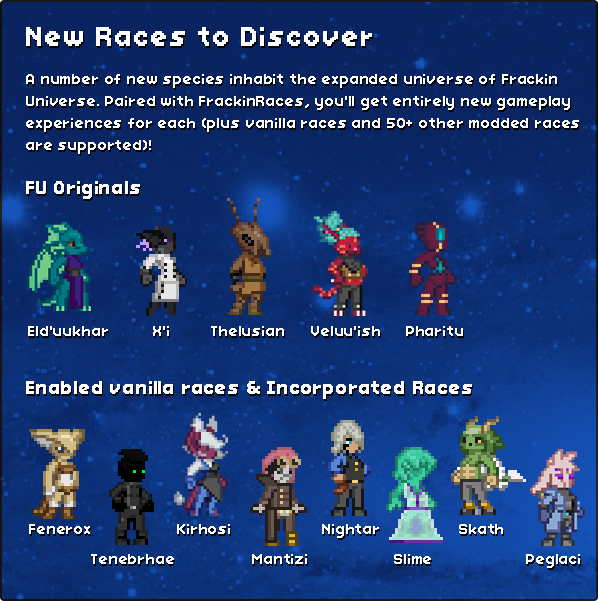 New Races to Discover
A number of new species inhabit the expanded universe of Frackin
Universe. Paired with FrackinRaces, you'll get entirely new gameplay
experiences for each (plus vanilla races and 50+ other modded races
are supported)!
FU Originals
Eld'uukhar X'i Thelusian Veluu'ish Pharitu
Enabled vanilla races & Incorporated Races
Fenerox Kirhosi Nightar Skath
Tenebrhae Mantizi Slime Peglaci